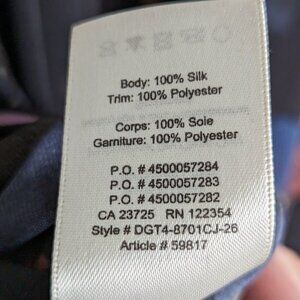 Body: 100% Silk
Trim: 100% Polyester
Corps: 100% Soie
Garniture: 100% Polyester
P.O. # 4500057284
P.O. # 4500057283
P.O. # 4500057282
CA 23725 RN 122354
Style # DGT4-8701CJ-26
Article # 59817